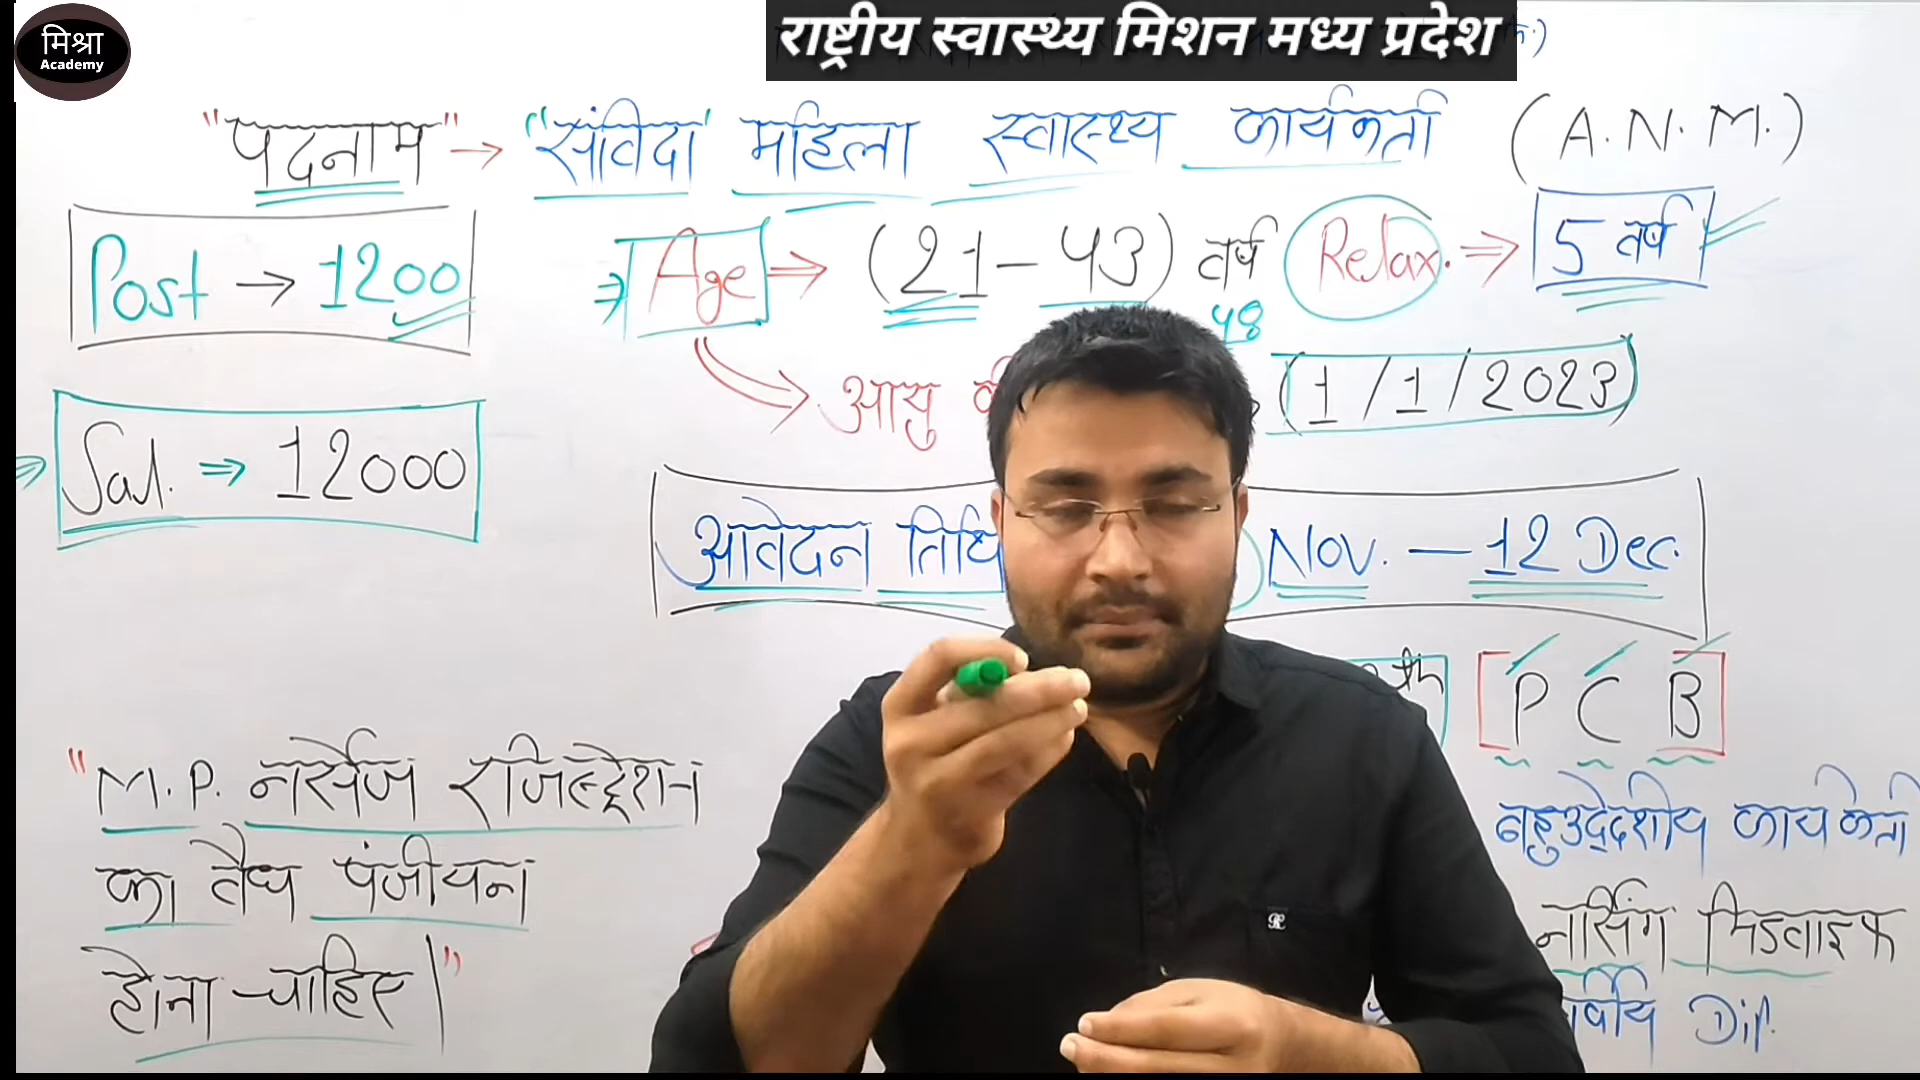 मिश्रा
Academy
राष्ट्रीय स्वास्थ्य मिशन मध्य प्रदेश
"पदनाम" → "संविदा" महिला स्वास्थ्य कार्यकर्ता (A.N.M.)
Post → 1200
⇒ Age ⇒ (21-43) वर्ष Relax. ⇒ 5 वर्ष
48
आयु (1/1/2023)
⇒ Sal. ⇒ 12000
आवेदन तिथि Nov. - 12 Dec.
[P C B]
"M.P. नर्सेज रजिस्ट्रेशन
का वैध पंजीयन
होना चाहिए।"
बहुउद्देशीय कार्यकर्ता
नर्सिंग मिडवाइफ
वर्षीय Dip.